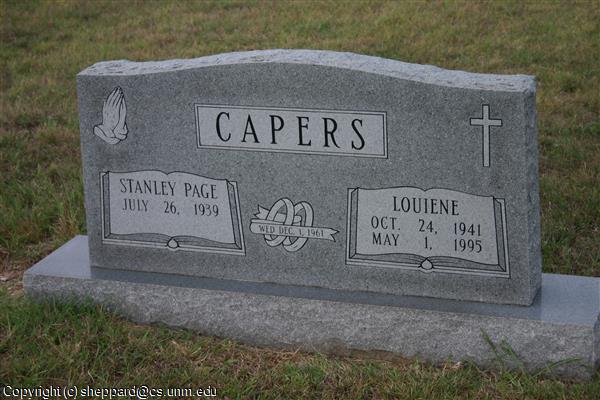 CAPERS
STANLEY PAGE
JULY 26, 1939
WED DEC. 1, 1961
LOUIENE
OCT. 24, 1941
MAY 1, 1995
Copyright (c) sheppard@cs.unm.edu